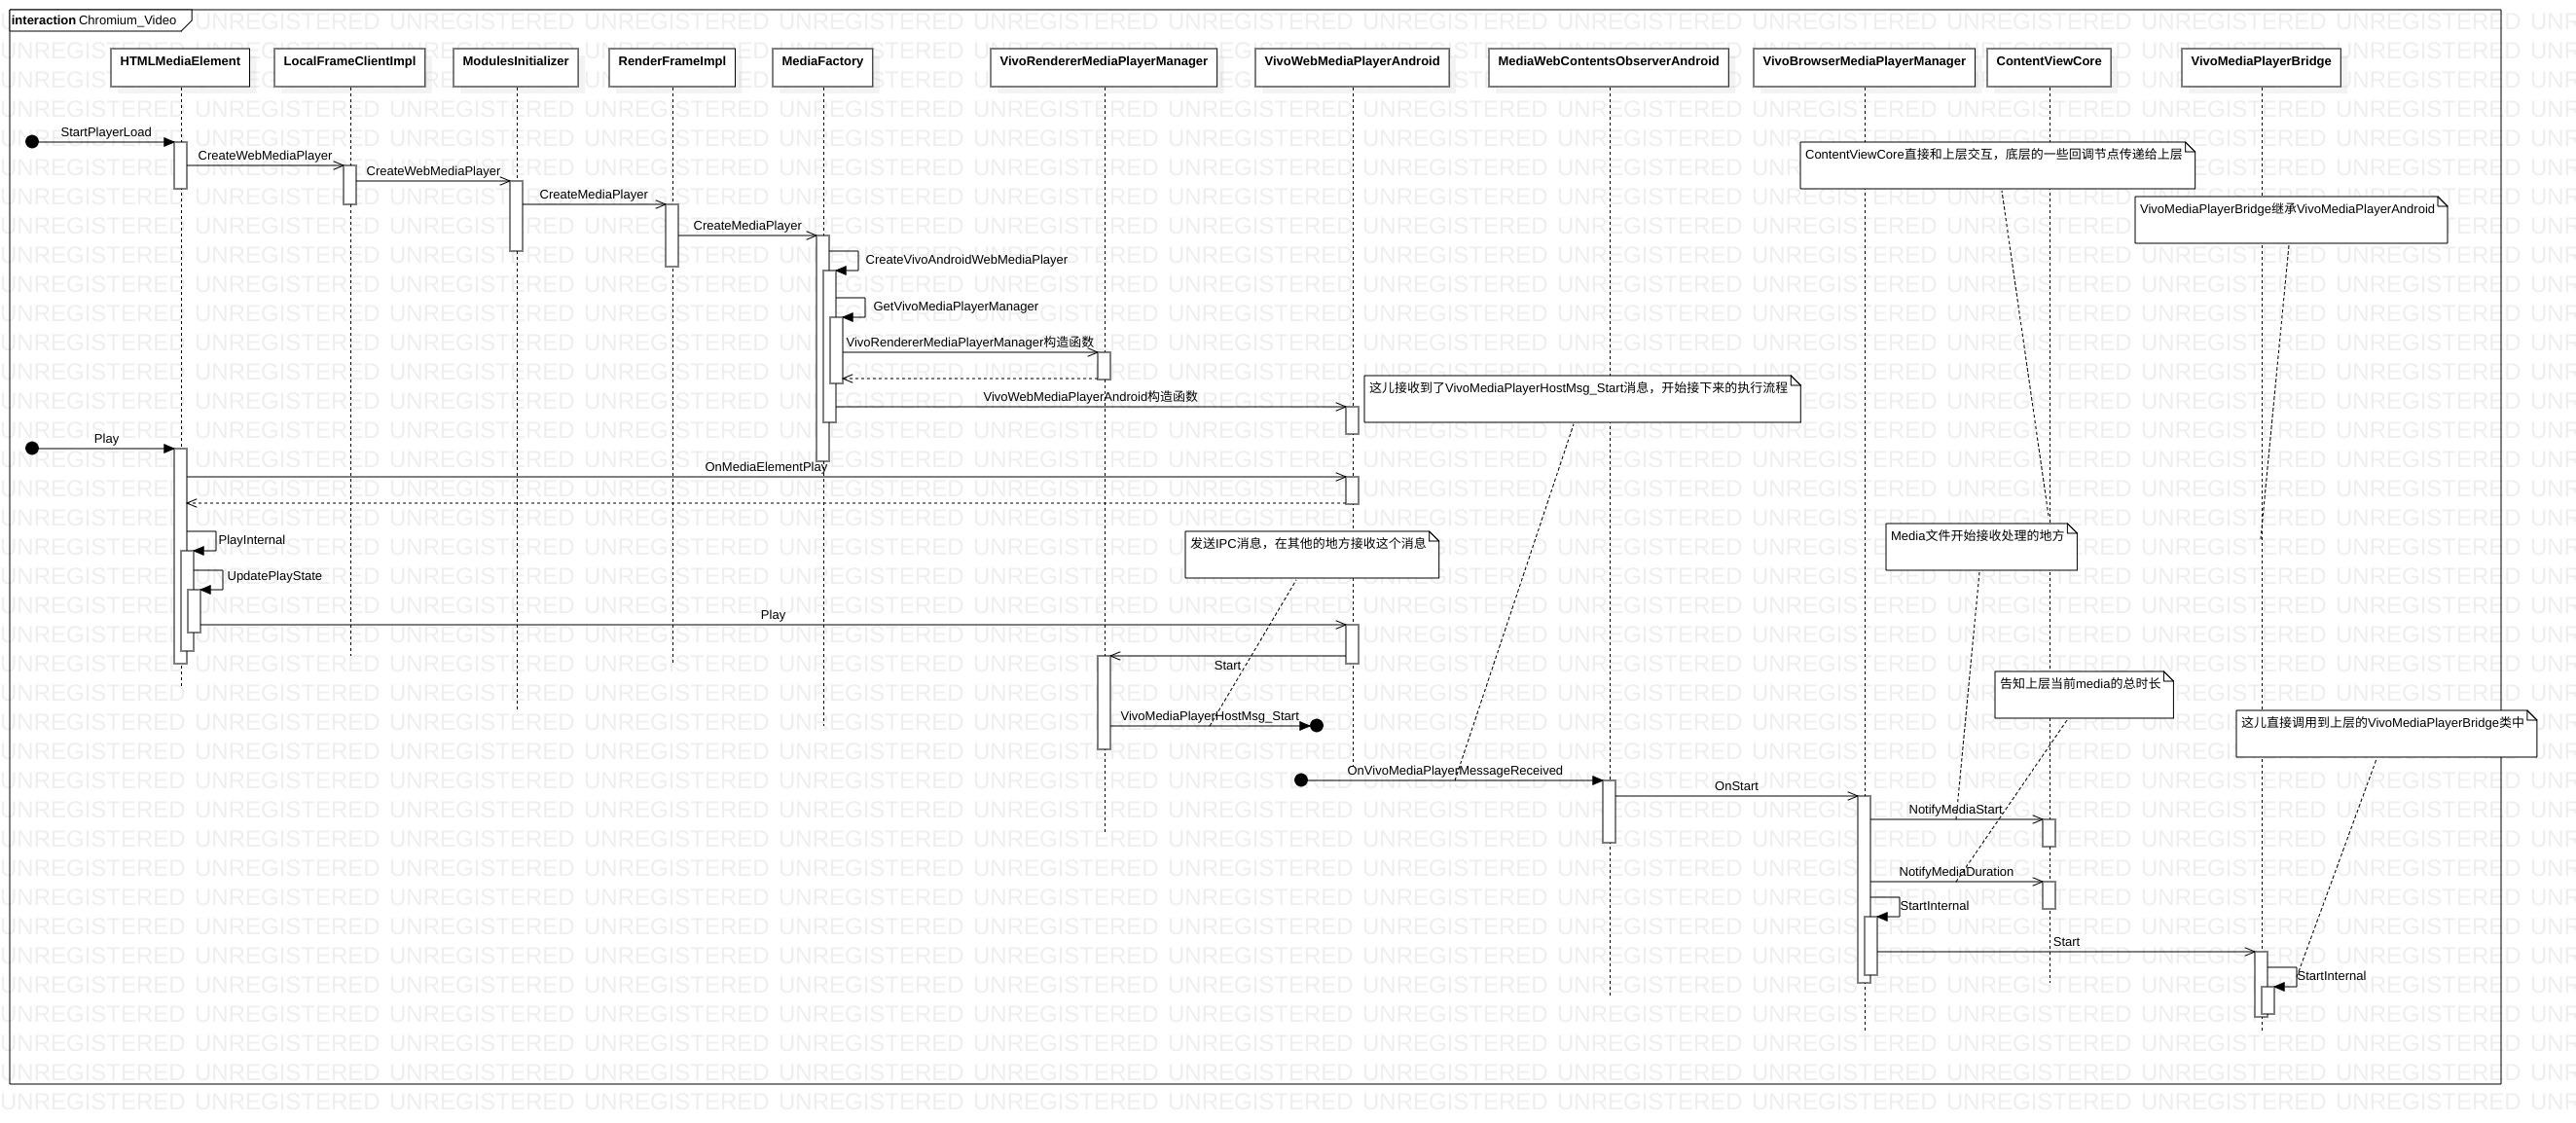 interaction Chromium_Video
HTMLMediaElement
LocalFrameClientImpl
ModulesInitializer
RenderFrameImpl
MediaFactory
VivoRendererMediaPlayerManager
VivoWebMediaPlayerAndroid
MediaWebContentsObserverAndroid
VivoBrowserMediaPlayerManager
ContentViewCore
VivoMediaPlayerBridge
StartPlayerLoad
CreateWebMediaPlayer
CreateWebMediaPlayer
CreateMediaPlayer
CreateMediaPlayer
CreateVivoAndroidWebMediaPlayer
GetVivoMediaPlayerManager
VivoRendererMediaPlayerManager构造函数
VivoWebMediaPlayerAndroid构造函数
ContentViewCore直接和上层交互，底层的一些回调节点传递给上层
VivoMediaPlayerBridge继承VivoMediaPlayerAndroid
这儿接收到了VivoMediaPlayerHostMsg_Start消息，开始接下来的执行流程
Play
OnMediaElementPlay
PlayInternal
UpdatePlayState
发送IPC消息，在其他的地方接收这个消息
Media文件开始接收处理的地方
Play
Start
告知上层当前media的总时长
VivoMediaPlayerHostMsg_Start
这儿直接调用到上层的VivoMediaPlayerBridge类中
OnVivoMediaPlayerMessageReceived
OnStart
NotifyMediaStart
NotifyMediaDuration
StartInternal
Start
StartInternal
UNREGISTERED